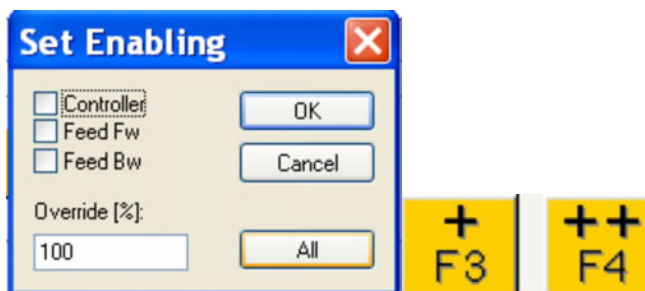 Set Enabling
Controller
Feed Fw
Feed Bw
OK
Cancel
Override [%]:
100
All
+
F3
++
F4